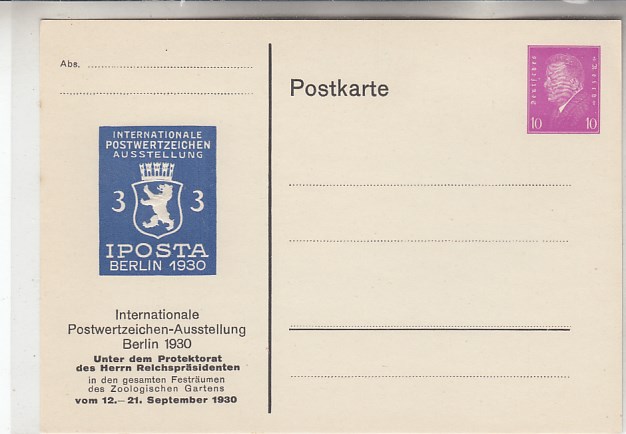 Abs.
Postkarte
Deutsches
Reich
10 10
INTERNATIONALE
POSTWERTZEICHEN
AUSSTELLUNG
3 3
IPOSTA
BERLIN 1930
Internationale
Postwertzeichen-Ausstellung
Berlin 1930
Unter dem Protektorat
des Herrn Reichspräsidenten
in den gesamten Festräumen
des Zoologischen Gartens
vom 12.–21. September 1930